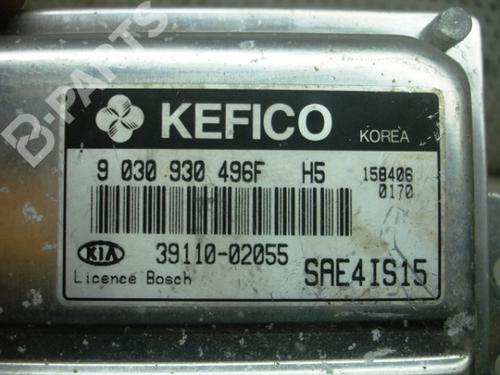 KEFICO
KOREA
9 030 930 496F H5
158406
0170
KIA
39110-02055
Licence Bosch
SAE4IS15
B-PARTS